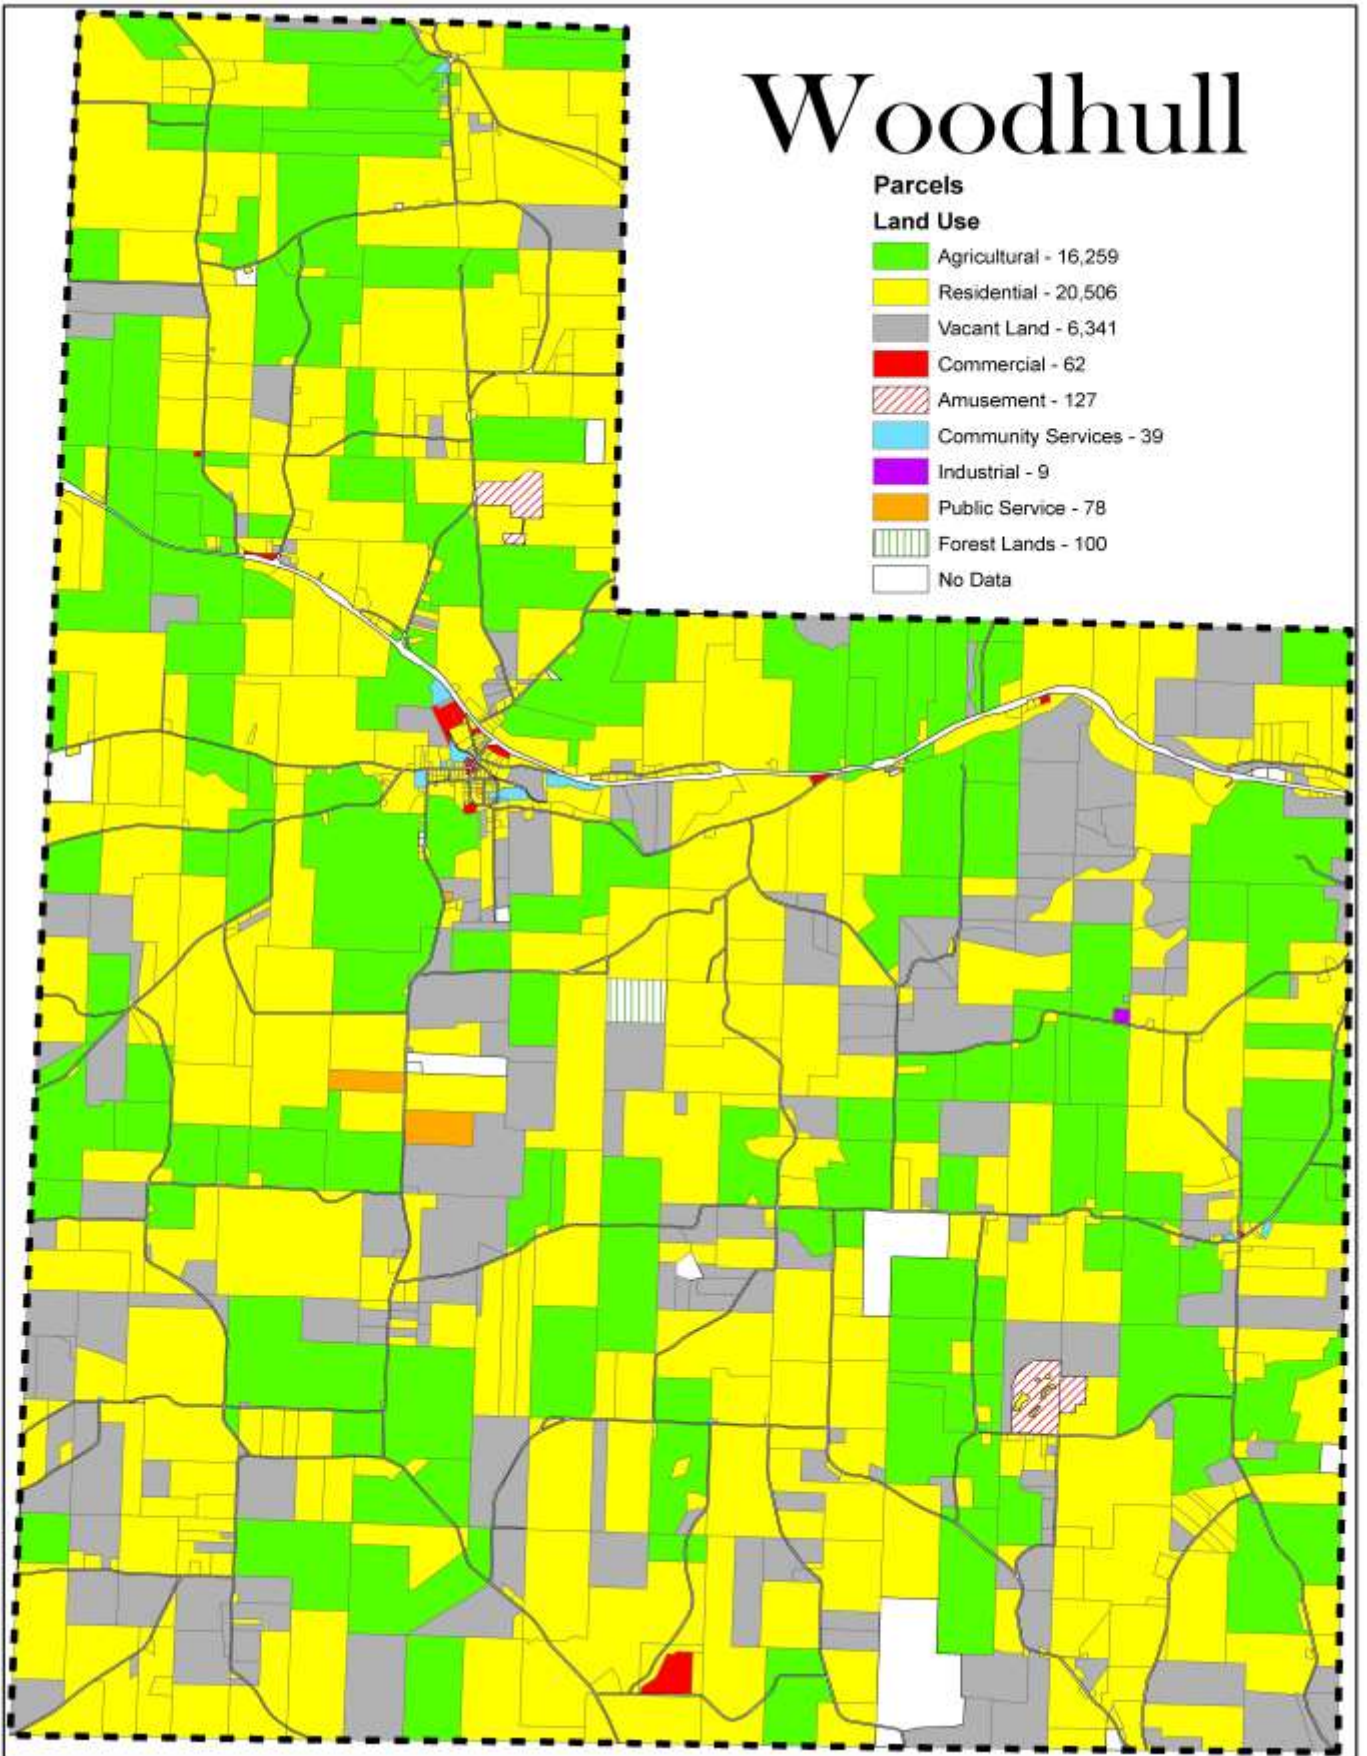 Woodhull
Parcels
Land Use
Agricultural - 16,259
Residential - 20,506
Vacant Land - 6,341
Commercial - 62
Amusement - 127
Community Services - 39
Industrial - 9
Public Service - 78
Forest Lands - 100
No Data